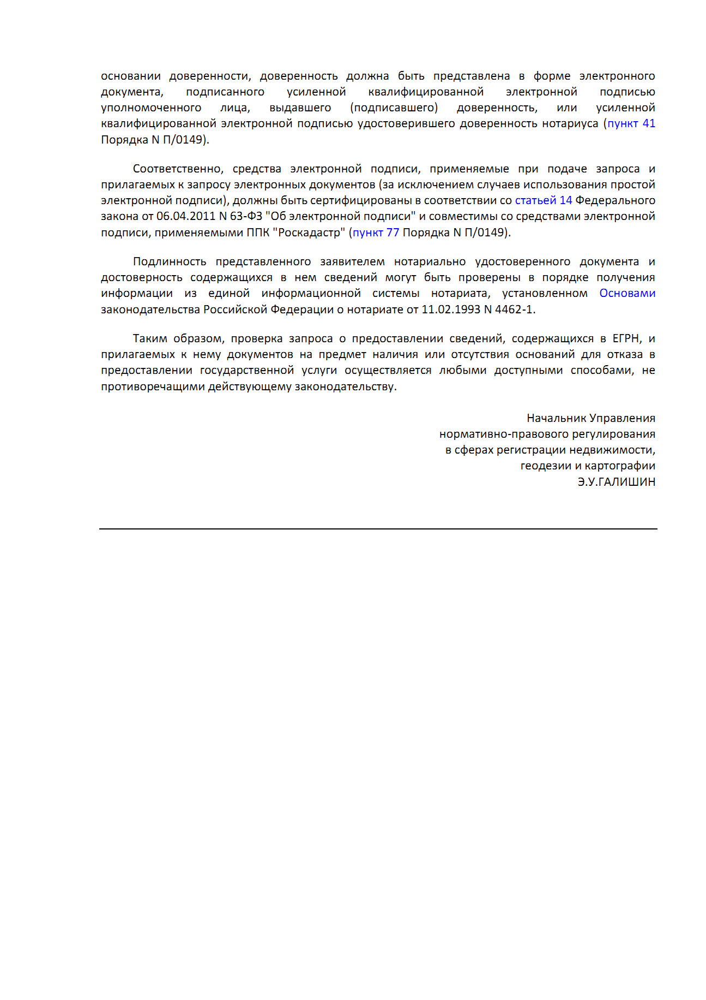 основании доверенности, доверенность должна быть представлена в форме электронного
документа, подписанного усиленной квалифицированной электронной подписью
уполномоченного лица, выдавшего (подписавшего) доверенность, или усиленной
квалифицированной электронной подписью удостоверившего доверенность нотариуса (пункт 41
Порядка N П/0149).
Соответственно, средства электронной подписи, применяемые при подаче запроса и
прилагаемых к запросу электронных документов (за исключением случаев использования простой
электронной подписи), должны быть сертифицированы в соответствии со статьей 14 Федерального
закона от 06.04.2011 N 63-ФЗ "Об электронной подписи" и совместимы со средствами электронной
подписи, применяемыми ППК "Роскадастр" (пункт 77 Порядка N П/0149).
Подлинность представленного заявителем нотариально удостоверенного документа и
достоверность содержащихся в нем сведений могут быть проверены в порядке получения
информации из единой информационной системы нотариата, установленном Основами
законодательства Российской Федерации о нотариате от 11.02.1993 N 4462-1.
Таким образом, проверка запроса о предоставлении сведений, содержащихся в ЕГРН, и
прилагаемых к нему документов на предмет наличия или отсутствия оснований для отказа в
предоставлении государственной услуги осуществляется любыми доступными способами, не
противоречащими действующему законодательству.
Начальник Управления
нормативно-правового регулирования
в сферах регистрации недвижимости,
геодезии и картографии
Э.У.ГАЛИШИН